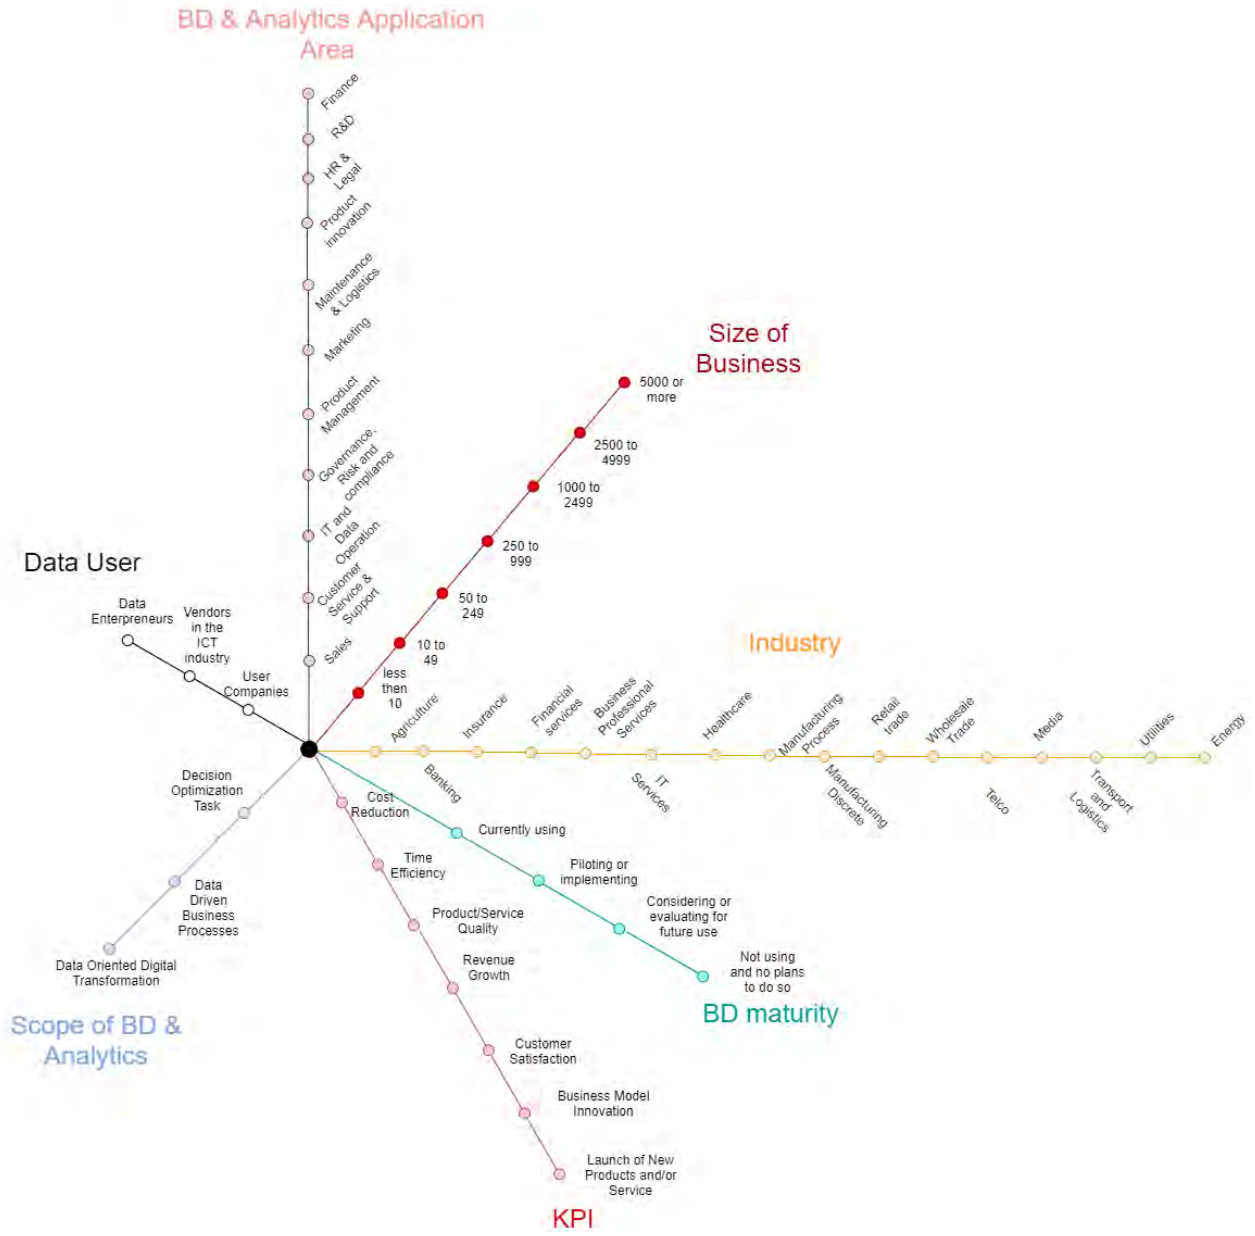 BD & Analytics Application
Area
Finance
R&D
HR &
Legal
Product
innovation
Maintenance
& Logistics
Marketing
Product
Management
Governance,
Risk and
compliance
IT and
Data
Operation
Customer
Service &
Support
Sales
Size of
Business
5000 or
more
2500 to
4999
1000 to
2499
250 to
999
50 to
249
10 to
49
less
then
10
Data User
Data
Enterpreneurs
Vendors
in the
ICT
industry
User
Companies
Industry
Agriculture
Banking
Insurance
Financial
services
Business
Professional
Services
IT
Services
Healthcare
Manufacturing
Process
Manufacturing
Discrete
Retail
trade
Wholesale
Trade
Telco
Media
Transport
and
Logistics
Utilities
Energy
Decision
Optimization
Task
Data
Driven
Business
Processes
Data Oriented Digital
Transformation
Scope of BD &
Analytics
Cost
Reduction
Time
Efficiency
Product/Service
Quality
Revenue
Growth
Customer
Satisfaction
Business Model
Innovation
Launch of New
Products and/or
Service
KPI
Currently using
Piloting or
implementing
Considering or
evaluating for
future use
Not using
and no plans
to do so
BD maturity